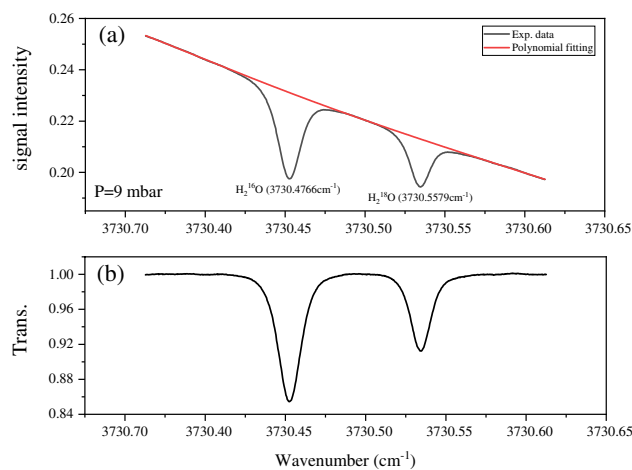 (a)
Exp. data
Polynomial fitting
0.26
0.24
0.22
0.20
signal intensity
P=9 mbar
H₂¹⁶O (3730.4766cm⁻¹)
H₂¹⁸O (3730.5579cm⁻¹)
3730.70 3730.40 3730.45 3730.50 3730.55 3730.60 3730.65
(b)
1.00
0.96
0.92
0.88
0.84
Trans.
3730.70 3730.40 3730.45 3730.50 3730.55 3730.60 3730.65
Wavenumber (cm⁻¹)